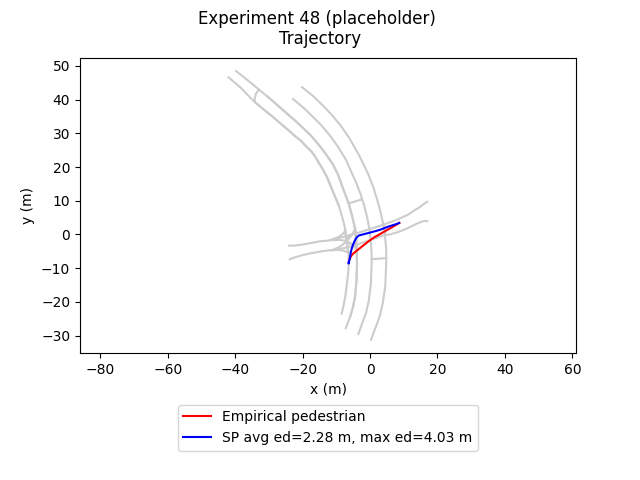 Experiment 48 (placeholder)
Trajectory
50
40
30
20
10
0
−10
−20
−30
y (m)
−80 −60 −40 −20 0 20 40 60
x (m)
Empirical pedestrian
SP avg ed=2.28 m, max ed=4.03 m